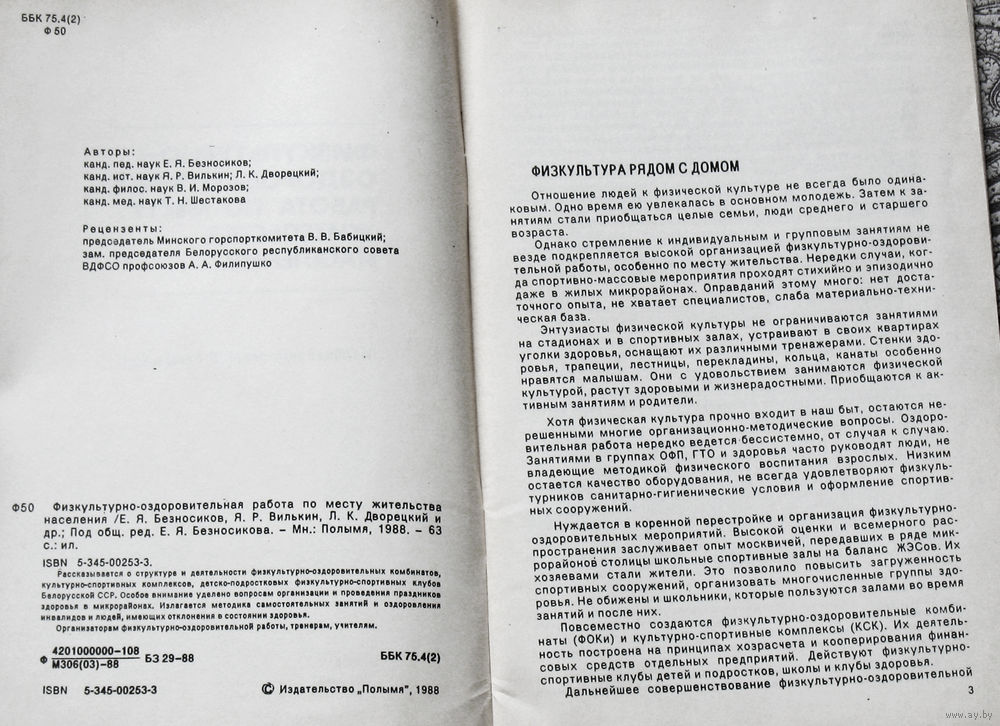 ББК 75.4(2)
Ф 50
Авторы:
канд. пед. наук Е. Я. Безносиков;
канд. ист. наук Я. Р. Вилькин; Л. К. Дворецкий;
канд. филос. наук В. И. Морозов;
канд. мед. наук Т. Н. Шестакова
Рецензенты:
председатель Минского горспорткомитета В. В. Бабицкий;
зам. председателя Белорусского республиканского совета
ВДФСО профсоюзов А. А. Филипушко
Ф50 Физкультурно-оздоровительная работа по месту жительства
населения /Е. Я. Безносиков, Я. Р. Вилькин, Л. К. Дворецкий и
др.; Под общ. ред. Е. Я. Безносикова. – Мн.: Полымя, 1988. – 63
с.: ил.
ISBN 5-345-00253-3.
Рассказывается о структуре и деятельности физкультурно-оздоровительных комбинатов,
культурно-спортивных комплексов, детско-подростковых физкультурно-спортивных клубов
Белорусской ССР. Особое внимание уделено вопросам организации и проведения праздников
здоровья в микрорайонах. Излагается методика самостоятельных занятий и оздоровления
инвалидов и людей, имеющих отклонения в состоянии здоровья.
Организаторам физкультурно-оздоровительной работы, тренерам, учителям.
Ф 4201000000–108
М306(03)–88 БЗ 29–88 ББК 75.4(2)
ISBN 5-345-00253-3 © Издательство „Полымя", 1988
ФИЗКУЛЬТУРА РЯДОМ С ДОМОМ
Отношение людей к физической культуре не всегда было одина-
ковым. Одно время ею увлекалась в основном молодежь. Затем к за-
нятиям стали приобщаться целые семьи, люди среднего и старшего
возраста.
Однако стремление к индивидуальным и групповым занятиям не
везде подкрепляется высокой организацией физкультурно-оздорови-
тельной работы, особенно по месту жительства. Нередки случаи, ког-
да спортивно-массовые мероприятия проходят стихийно и эпизодично
даже в жилых микрорайонах. Оправданий этому много: нет доста-
точного опыта, не хватает специалистов, слаба материально-техни-
ческая база.
Энтузиасты физической культуры не ограничиваются занятиями
на стадионах и в спортивных залах, устраивают в своих квартирах
уголки здоровья, оснащают их различными тренажерами. Стенки здо-
ровья, трапеции, лестницы, перекладины, кольца, канаты особенно
нравятся малышам. Они с удовольствием занимаются физической
культурой, растут здоровыми и жизнерадостными. Приобщаются к ак-
тивным занятиям и родители.
Хотя физическая культура прочно входит в наш быт, остаются не-
решенными многие организационно-методические вопросы. Оздоро-
вительная работа нередко ведется бессистемно, от случая к случаю.
Занятиями в группах ОФП, ГТО и здоровья часто руководят люди, не
владеющие методикой физического воспитания взрослых. Низким
остается качество оборудования, не всегда удовлетворяют физкуль-
турников санитарно-гигиенические условия и оформление спортив-
ных сооружений.
Нуждается в коренной перестройке и организация физкультурно-
оздоровительных мероприятий. Высокой оценки и всемерного рас-
пространения заслуживает опыт москвичей, передавших в ряде мик-
рорайонов столицы школьные спортивные залы на баланс ЖЭСов. Их
хозяевами стали жители. Это позволило повысить загруженность
спортивных сооружений, организовать многочисленные группы здо-
ровья. Не обижены и школьники, которые пользуются залами во время
занятий и после них.
Повсеместно создаются физкультурно-оздоровительные комби-
наты (ФОКи) и культурно-спортивные комплексы (КСК). Их деятель-
ность построена на принципах хозрасчета и кооперирования финан-
совых средств отдельных предприятий. Действуют физкультурно-
спортивные клубы детей и подростков, школы и клубы здоровья.
Дальнейшее совершенствование физкультурно-оздоровительной
3
www.ay.by